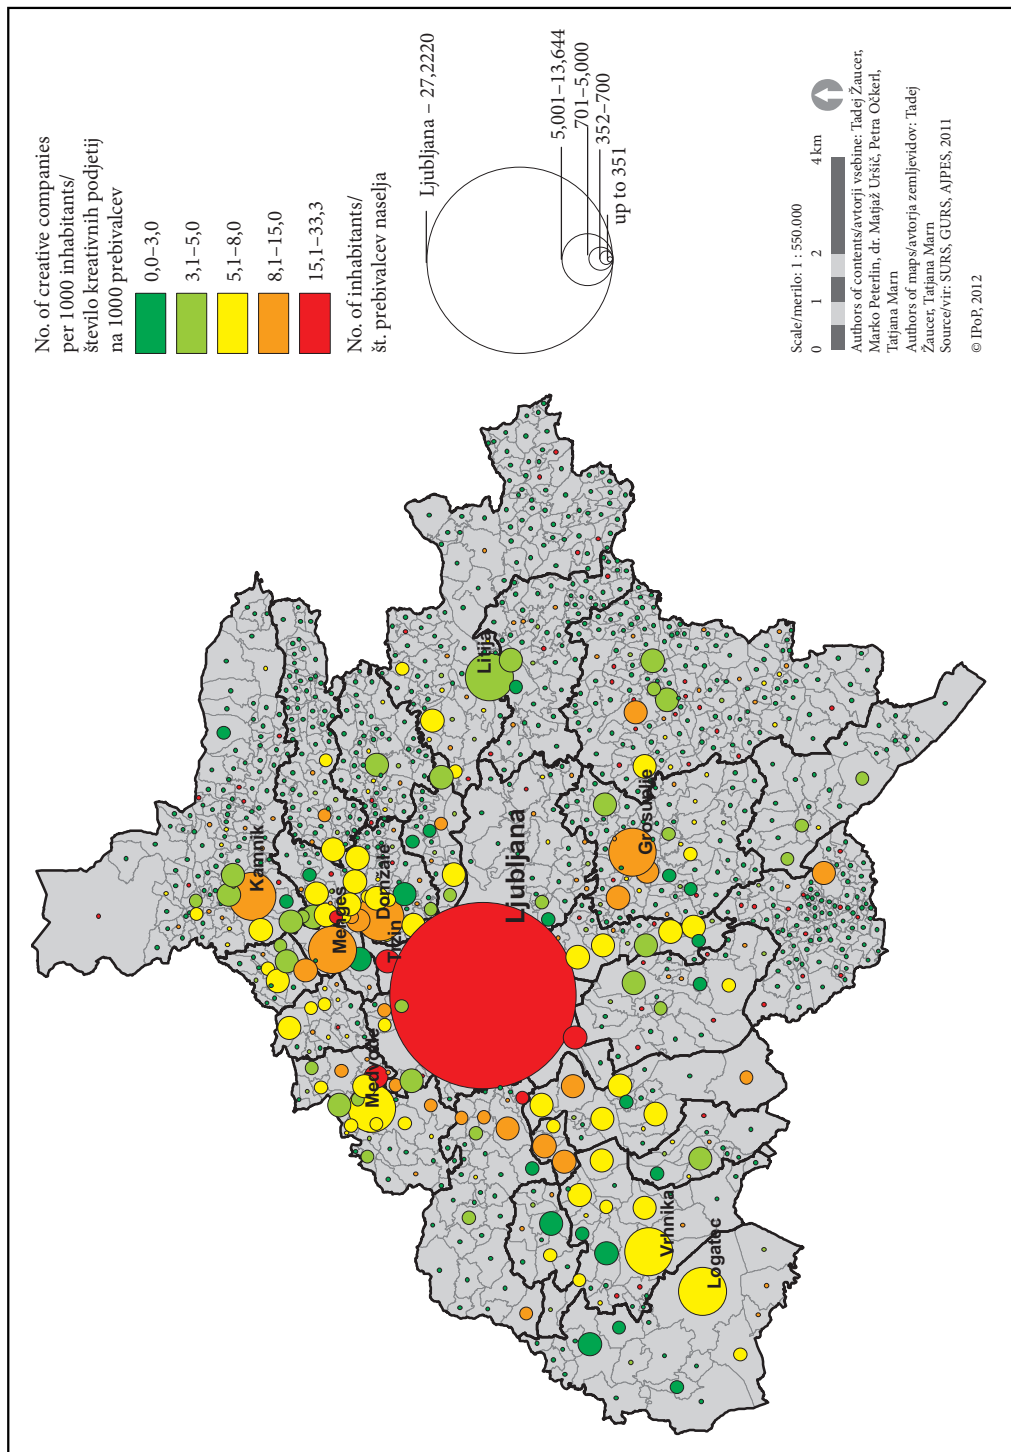 No. of creative companies
per 1000 inhabitants/
število kreativnih podjetij
na 1000 prebivalcev
0,0–3,0
3,1–5,0
5,1–8,0
8,1–15,0
15,1–33,3
No. of inhabitants/
št. prebivalcev naselja
Ljubljana – 27,2220
5,001–13,644
701–5,000
352–700
up to 351
Scale/merilo: 1 : 550.000
0 1 2 4 km
Authors of contents/avtorji vsebine: Tadej Žaucer,
Marko Peterlin, dr. Matjaž Uršič, Petra Očkerl,
Tatjana Marn
Authors of maps/avtorja zemljevidov: Tadej
Žaucer, Tatjana Marn
Source/vir: SURS, GURS, AJPES, 2011
© IPoP, 2012
Kamnik
Mengeš
Domžale
Trzin
Medvode
Litija
Ljubljana
Grosuplje
Vrhnika
Logatec